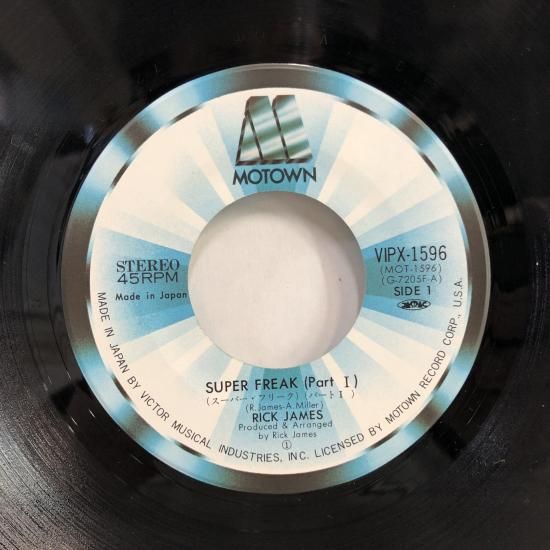 MOTOWN
STEREO
45RPM
Made in Japan
VIPX-1596
(MOT-1596)
(G-7205F-A)
SIDE 1
SUPER FREAK (Part I)
(スーパー・フリーク)(パートI)
(R. James-A. Miller)
RICK JAMES
Produced & Arranged
by Rick James
①
MADE IN JAPAN BY VICTOR MUSICAL INDUSTRIES, INC. LICENSED BY MOTOWN RECORD CORP., U.S.A.